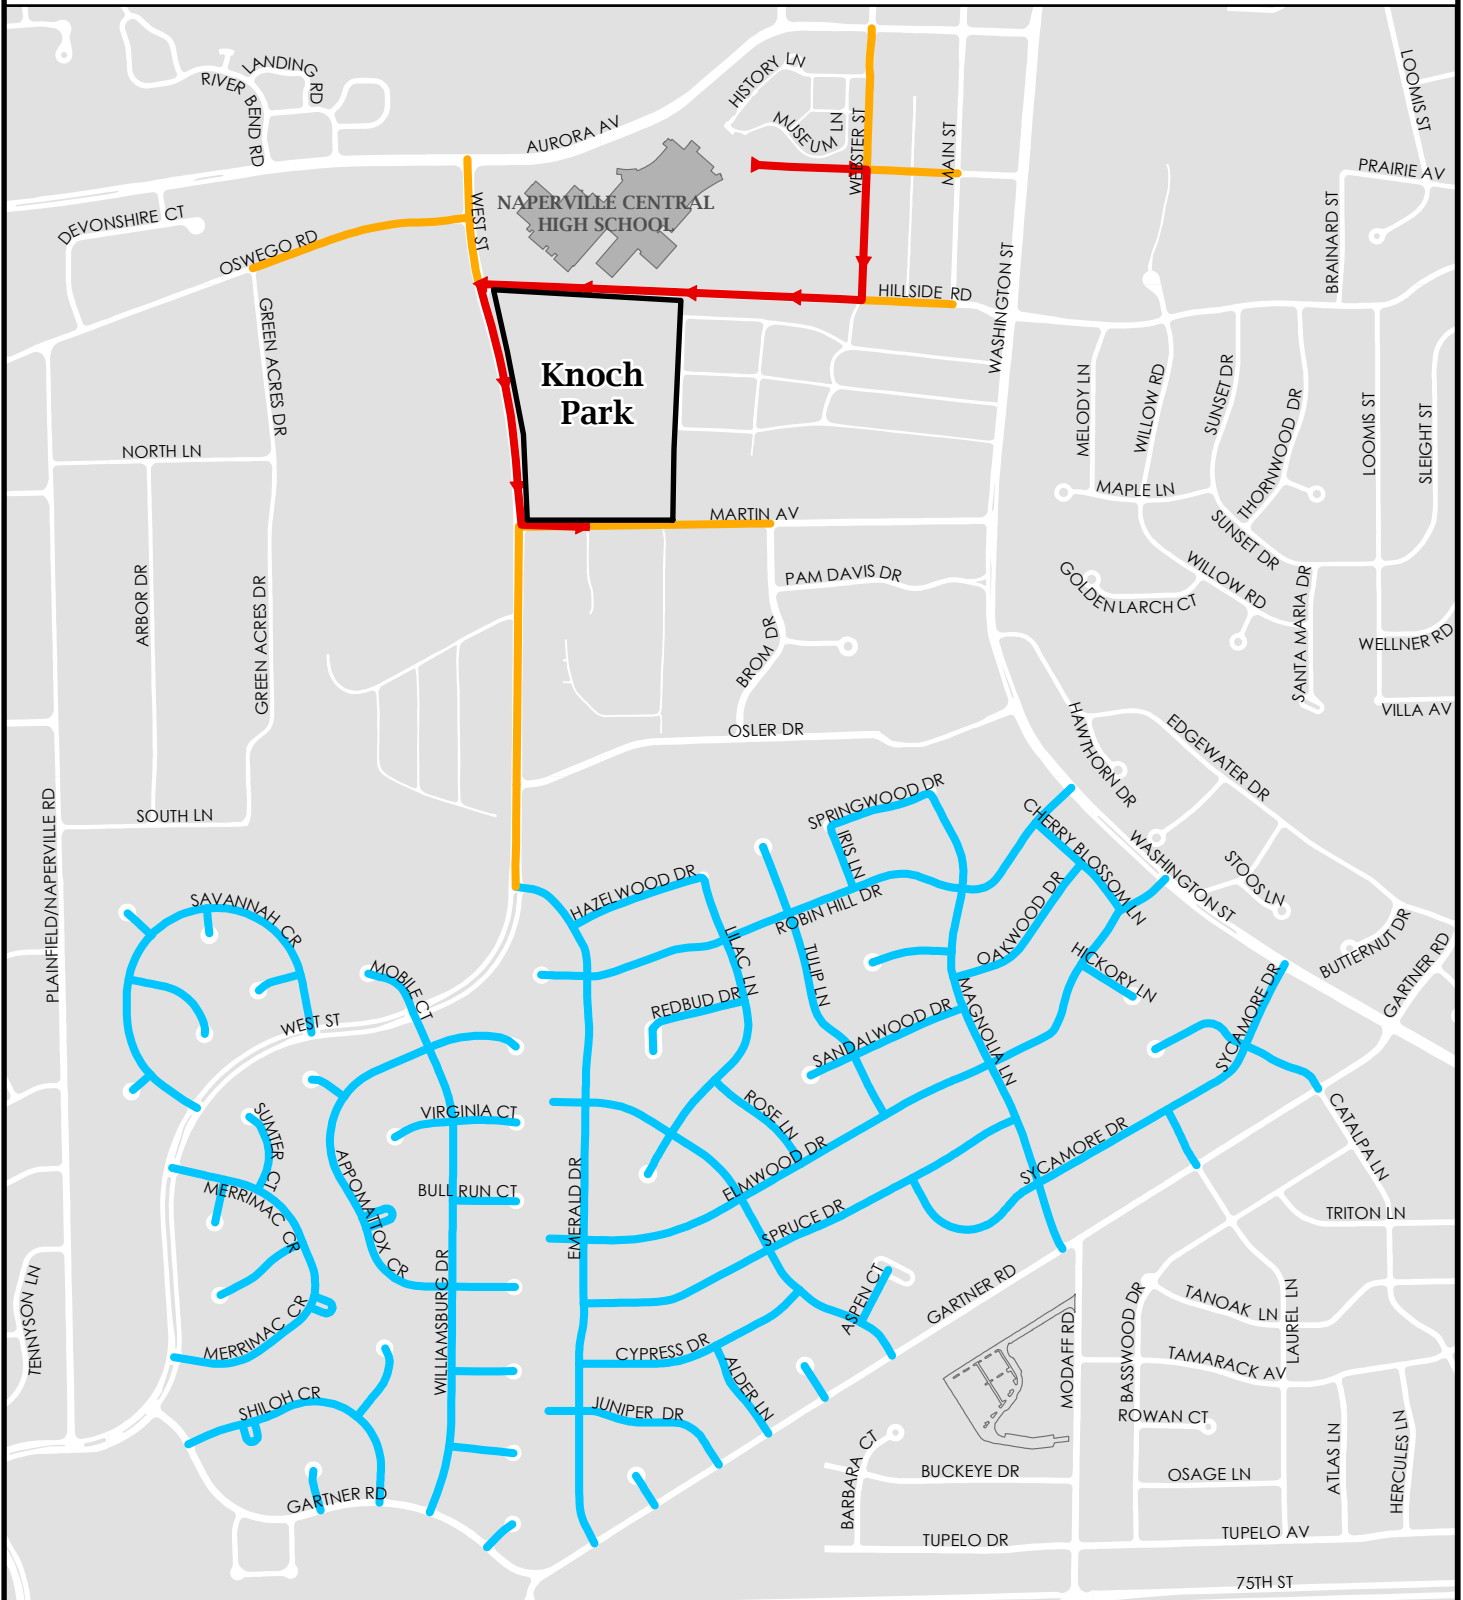 LANDING RD
RIVER BEND RD
HISTORY LN
MUSEUM LN
LOOMIS ST
AURORA AV
WEBSTER ST
MAIN ST
PRAIRIE AV
DEVONSHIRE CT
OSWEGO RD
WEST ST
NAPERVILLE CENTRAL
HIGH SCHOOL
BRAINARD ST
WASHINGTON ST
HILLSIDE RD
GREEN ACRES DR
Knoch
Park
MELODY LN
WILLOW RD
SUNSET DR
THORNWOOD DR
LOOMIS ST
SLEIGHT ST
NORTH LN
MAPLE LN
MARTIN AV
SUNSET DR
ARBOR DR
GREEN ACRES DR
PAM DAVIS DR
GOLDEN LARCH CT
WILLOW RD
SANTA MARIA DR
WELLNER RD
BROM DR
VILLA AV
OSLER DR
HAWTHORN DR
EDGEWATER DR
PLAINFIELD/NAPERVILLE RD
SOUTH LN
SPRINGWOOD DR
IRIS LN
CHERRY BLOSSOM LN
WASHINGTON ST
STOOS LN
SAVANNAH CR
HAZELWOOD DR
ROBIN HILL DR
OAKWOOD DR
BUTTERNUT DR
GARTNER RD
LILAC LN
TULIP LN
HICKORY LN
MOBILE CT
WEST ST
REDBUD DR
SANDALWOOD DR
MAGNOLIA LN
SYCAMORE DR
SUMTER CT
VIRGINIA CT
ROSE LN
CATALPA LN
MERRIMAC CR
APPOMATTOX CR
BULL RUN CT
EMERALD DR
ELMWOOD DR
SYCAMORE DR
SPRUCE DR
TRITON LN
TENNYSON LN
WILLIAMSBURG DR
ASPEN CT
GARTNER RD
MODAFF RD
BASSWOOD DR
TANOAK LN
LAUREL LN
MERRIMAC CR
CYPRESS DR
ALDER LN
TAMARACK AV
SHILOH CR
JUNIPER DR
ROWAN CT
ATLAS LN
HERCULES LN
GARTNER RD
BARBARA CT
BUCKEYE DR
OSAGE LN
TUPELO DR
TUPELO AV
75TH ST